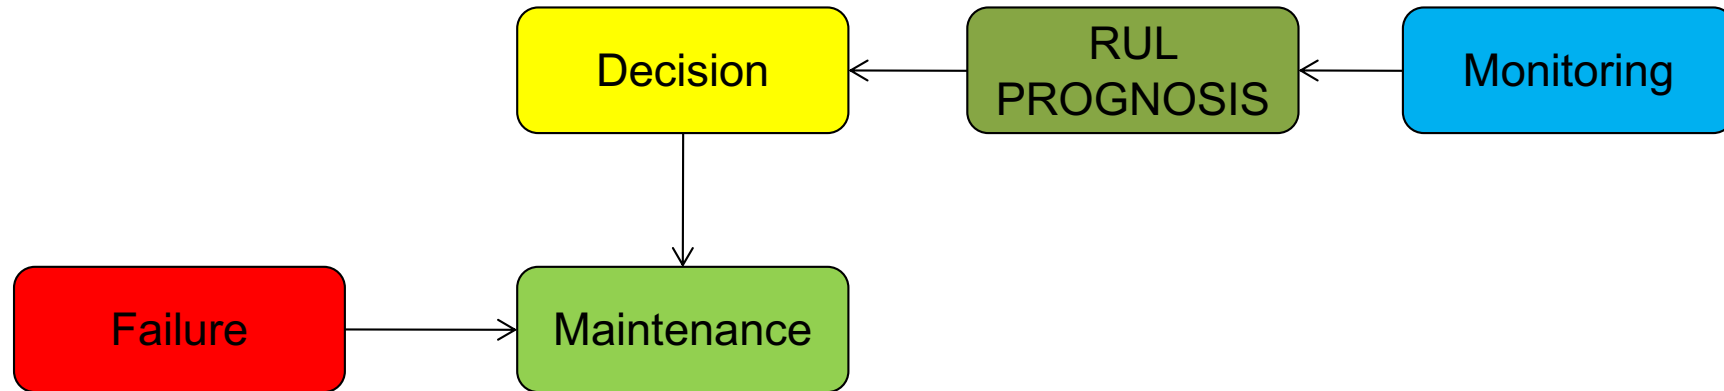 Decision
RUL
PROGNOSIS
Monitoring
Failure
Maintenance